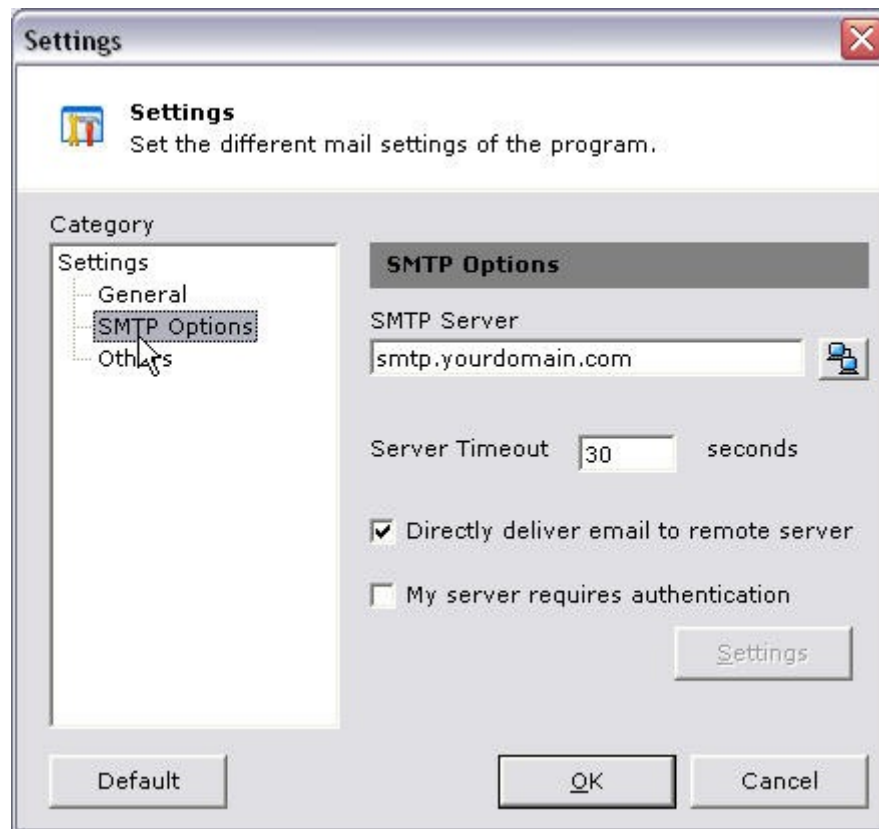 Settings
Settings
Set the different mail settings of the program.
Category
Settings
General
SMTP Options
Others
SMTP Options
SMTP Server
smtp.yourdomain.com
Server Timeout 30 seconds
Directly deliver email to remote server
My server requires authentication
Settings
Default OK Cancel